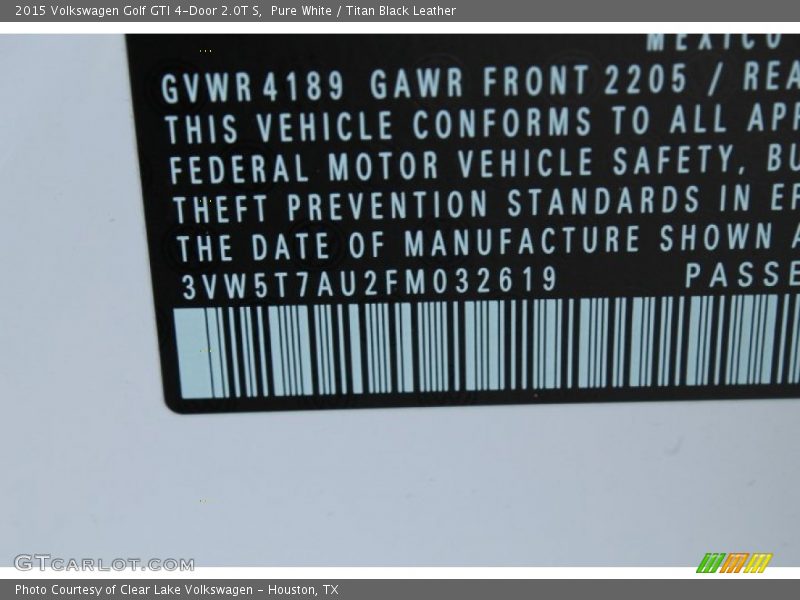 2015 Volkswagen Golf GTI 4-Door 2.0T S, Pure White / Titan Black Leather
MEXICO
GVWR 4189 GAWR FRONT 2205 / REA
THIS VEHICLE CONFORMS TO ALL APP
FEDERAL MOTOR VEHICLE SAFETY, BU
THEFT PREVENTION STANDARDS IN EF
THE DATE OF MANUFACTURE SHOWN A
3VW5T7AU2FM032619 PASSE
GTCARLOT.COM
Photo Courtesy of Clear Lake Volkswagen - Houston, TX